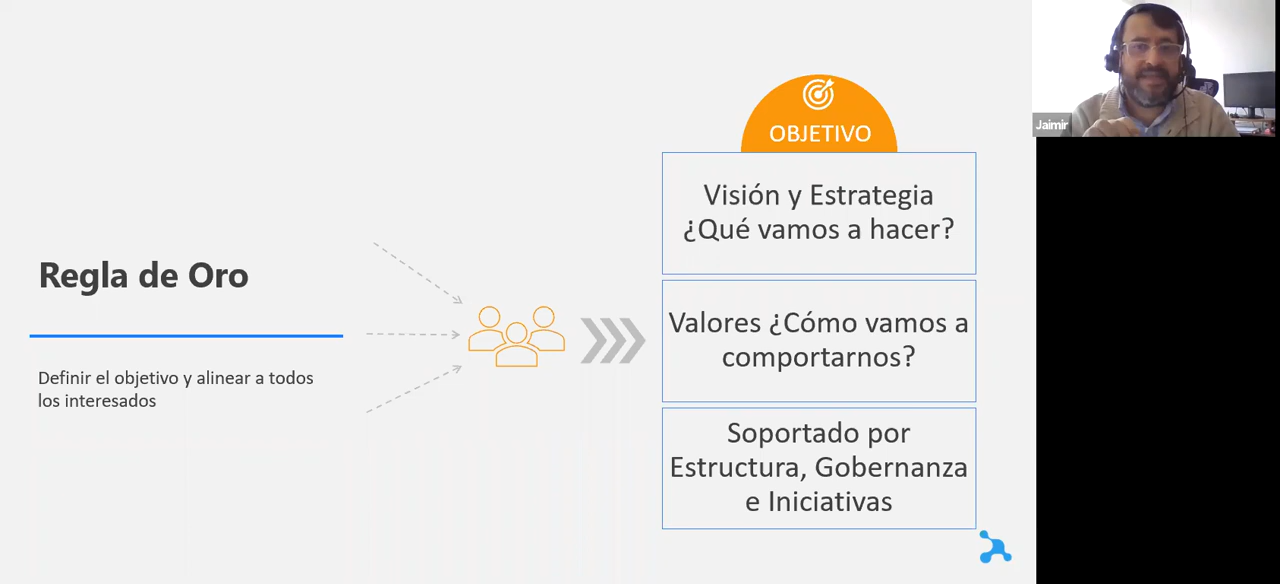 Regla de Oro
Definir el objetivo y alinear a todos
los interesados
OBJETIVO
Visión y Estrategia
¿Qué vamos a hacer?
Valores ¿Cómo vamos a
comportarnos?
Soportado por
Estructura, Gobernanza
e Iniciativas
Jaimir